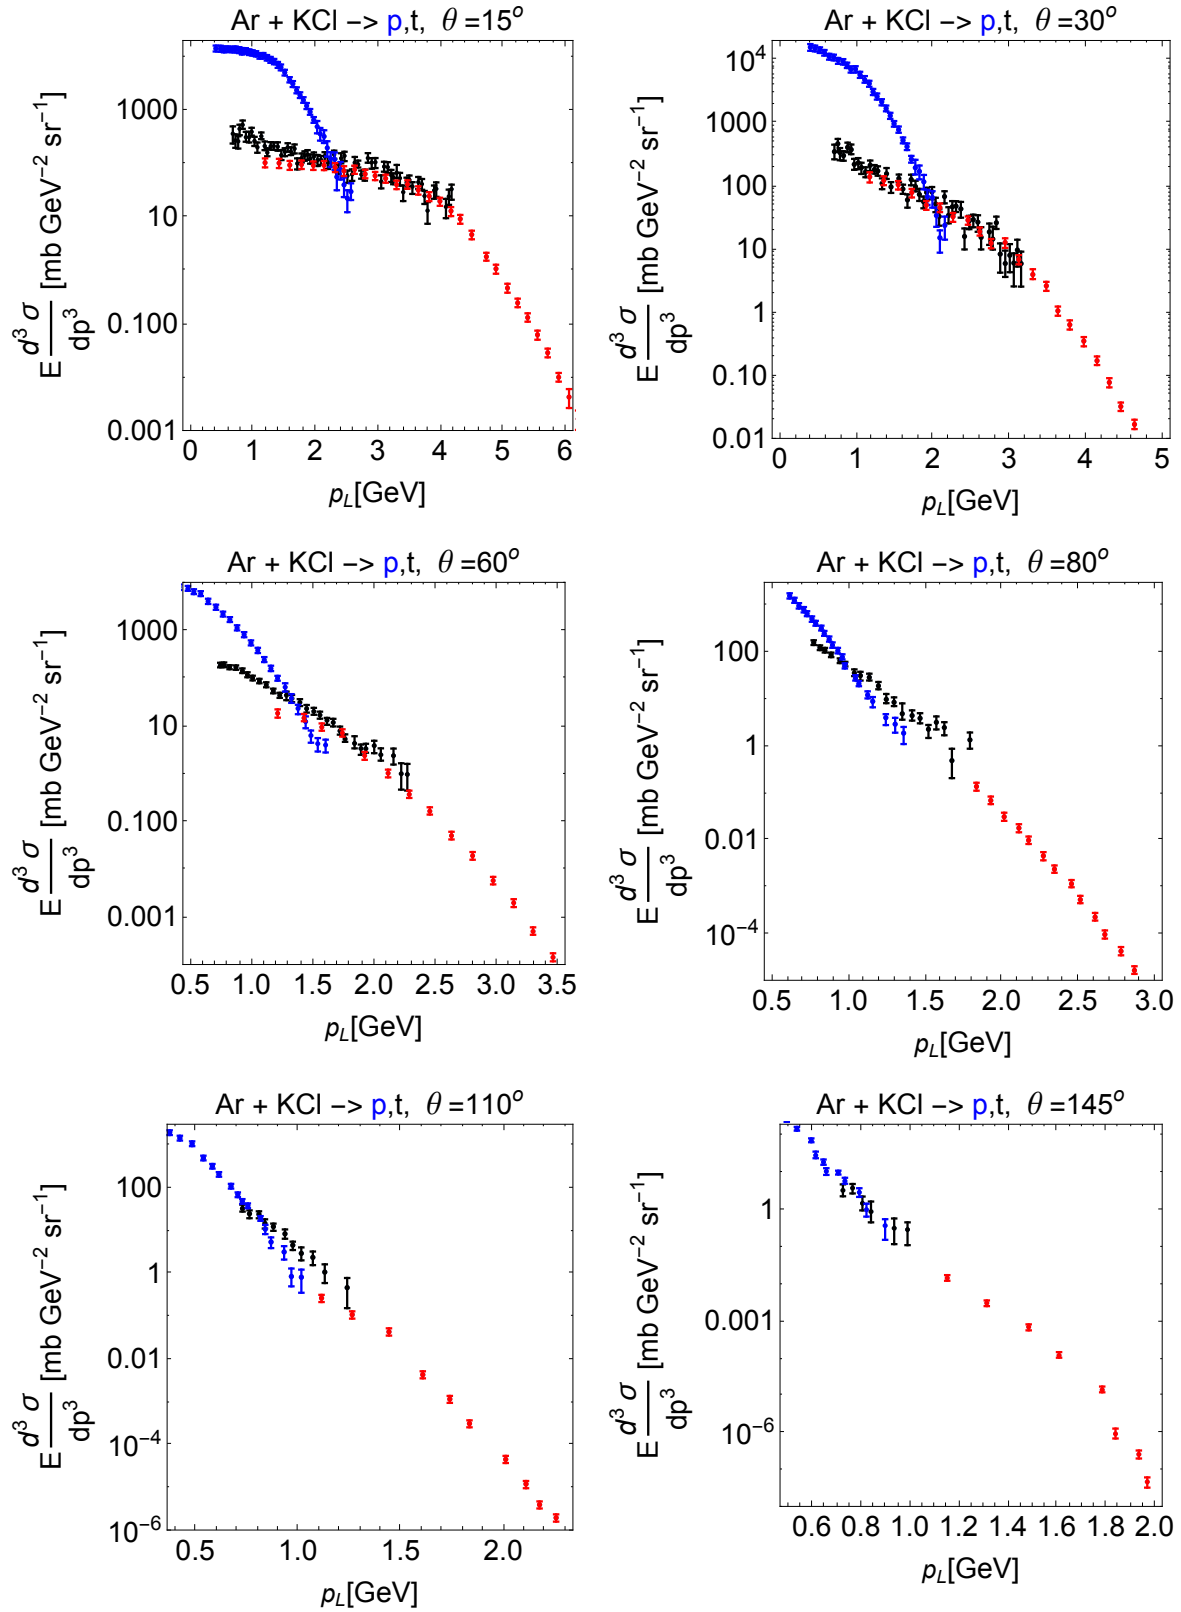 Ar + KCl -> p,t, θ =15°
E d³ σ / dp³ [mb GeV⁻² sr⁻¹]
1000
10
0.100
0.001
0 1 2 3 4 5 6
p_L[GeV]
Ar + KCl -> p,t, θ =30°
E d³ σ / dp³ [mb GeV⁻² sr⁻¹]
10⁴
1000
100
10
1
0.10
0.01
0 1 2 3 4 5
p_L[GeV]
Ar + KCl -> p,t, θ =60°
E d³ σ / dp³ [mb GeV⁻² sr⁻¹]
1000
10
0.100
0.001
0.5 1.0 1.5 2.0 2.5 3.0 3.5
p_L[GeV]
Ar + KCl -> p,t, θ =80°
E d³ σ / dp³ [mb GeV⁻² sr⁻¹]
100
1
0.01
10⁻⁴
0.5 1.0 1.5 2.0 2.5 3.0
p_L[GeV]
Ar + KCl -> p,t, θ =110°
E d³ σ / dp³ [mb GeV⁻² sr⁻¹]
100
1
0.01
10⁻⁴
10⁻⁶
0.5 1.0 1.5 2.0
p_L[GeV]
Ar + KCl -> p,t, θ =145°
E d³ σ / dp³ [mb GeV⁻² sr⁻¹]
1
0.001
10⁻⁶
0.6 0.8 1.0 1.2 1.4 1.6 1.8 2.0
p_L[GeV]